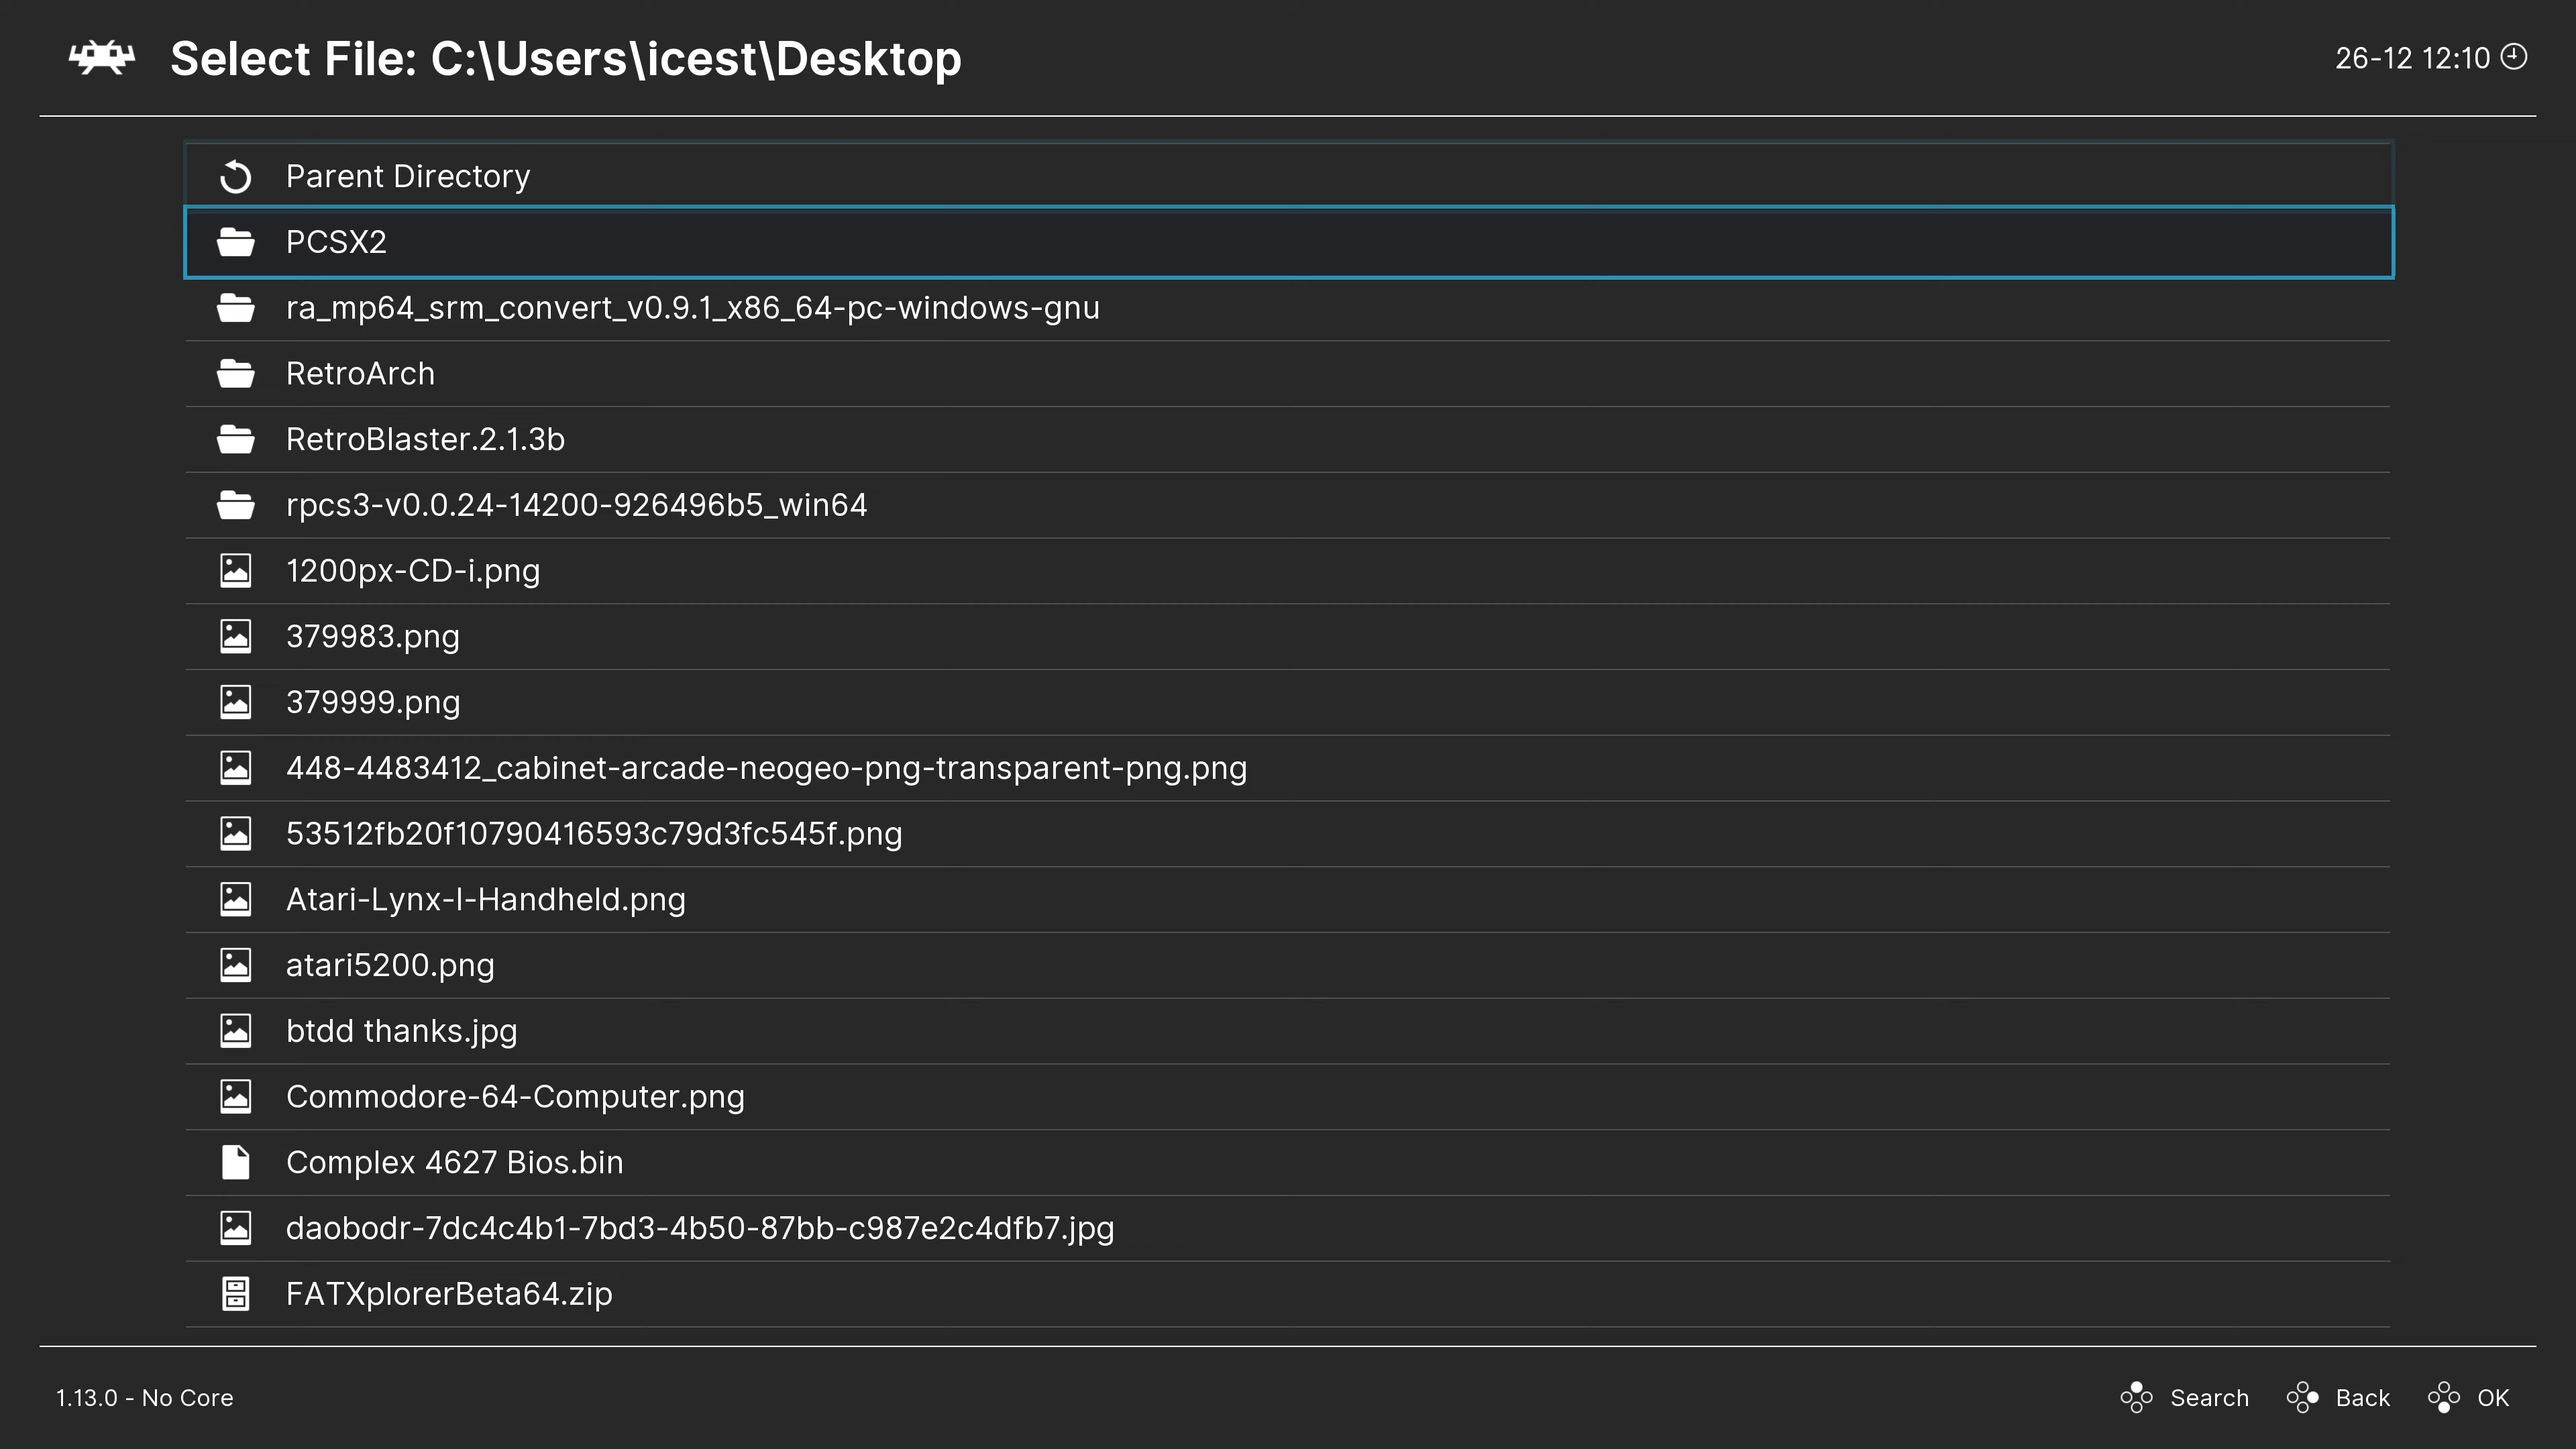 Select File: C:\Users\icest\Desktop
26-12 12:10
Parent Directory
PCSX2
ra_mp64_srm_convert_v0.9.1_x86_64-pc-windows-gnu
RetroArch
RetroBlaster.2.1.3b
rpcs3-v0.0.24-14200-926496b5_win64
1200px-CD-i.png
379983.png
379999.png
448-4483412_cabinet-arcade-neogeo-png-transparent-png.png
53512fb20f10790416593c79d3fc545f.png
Atari-Lynx-I-Handheld.png
atari5200.png
btdd thanks.jpg
Commodore-64-Computer.png
Complex 4627 Bios.bin
daobodr-7dc4c4b1-7bd3-4b50-87bb-c987e2c4dfb7.jpg
FATXplorerBeta64.zip
1.13.0 - No Core
Search
Back
OK